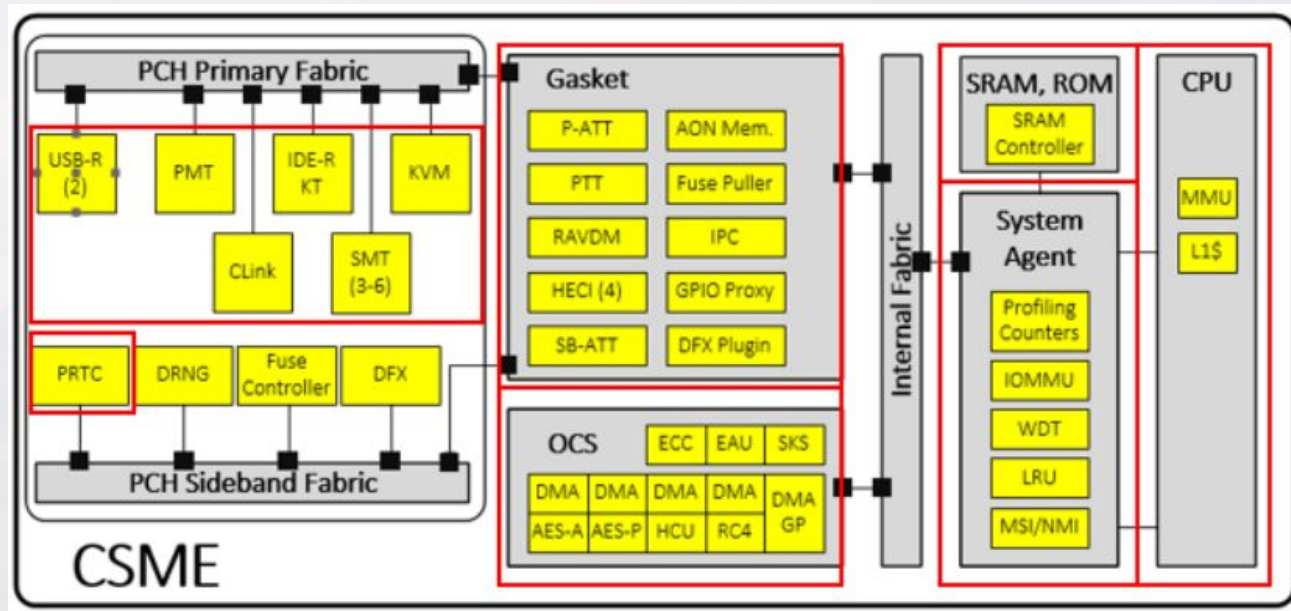 PCH Primary Fabric
USB-R
(2)
PMT
IDE-R
KT
KVM
CLink
SMT
(3-6)
PRTC
DRNG
Fuse
Controller
DFX
PCH Sideband Fabric
CSME
Gasket
P-ATT
AON Mem.
PTT
Fuse Puller
RAVDM
IPC
HECI (4)
GPIO Proxy
SB-ATT
DFX Plugin
OCS
ECC
EAU
SKS
DMA
DMA
DMA
DMA
DMA
GP
AES-A
AES-P
HCU
RC4
Internal Fabric
SRAM, ROM
SRAM
Controller
System
Agent
Profiling
Counters
IOMMU
WDT
LRU
MSI/NMI
CPU
MMU
L1$